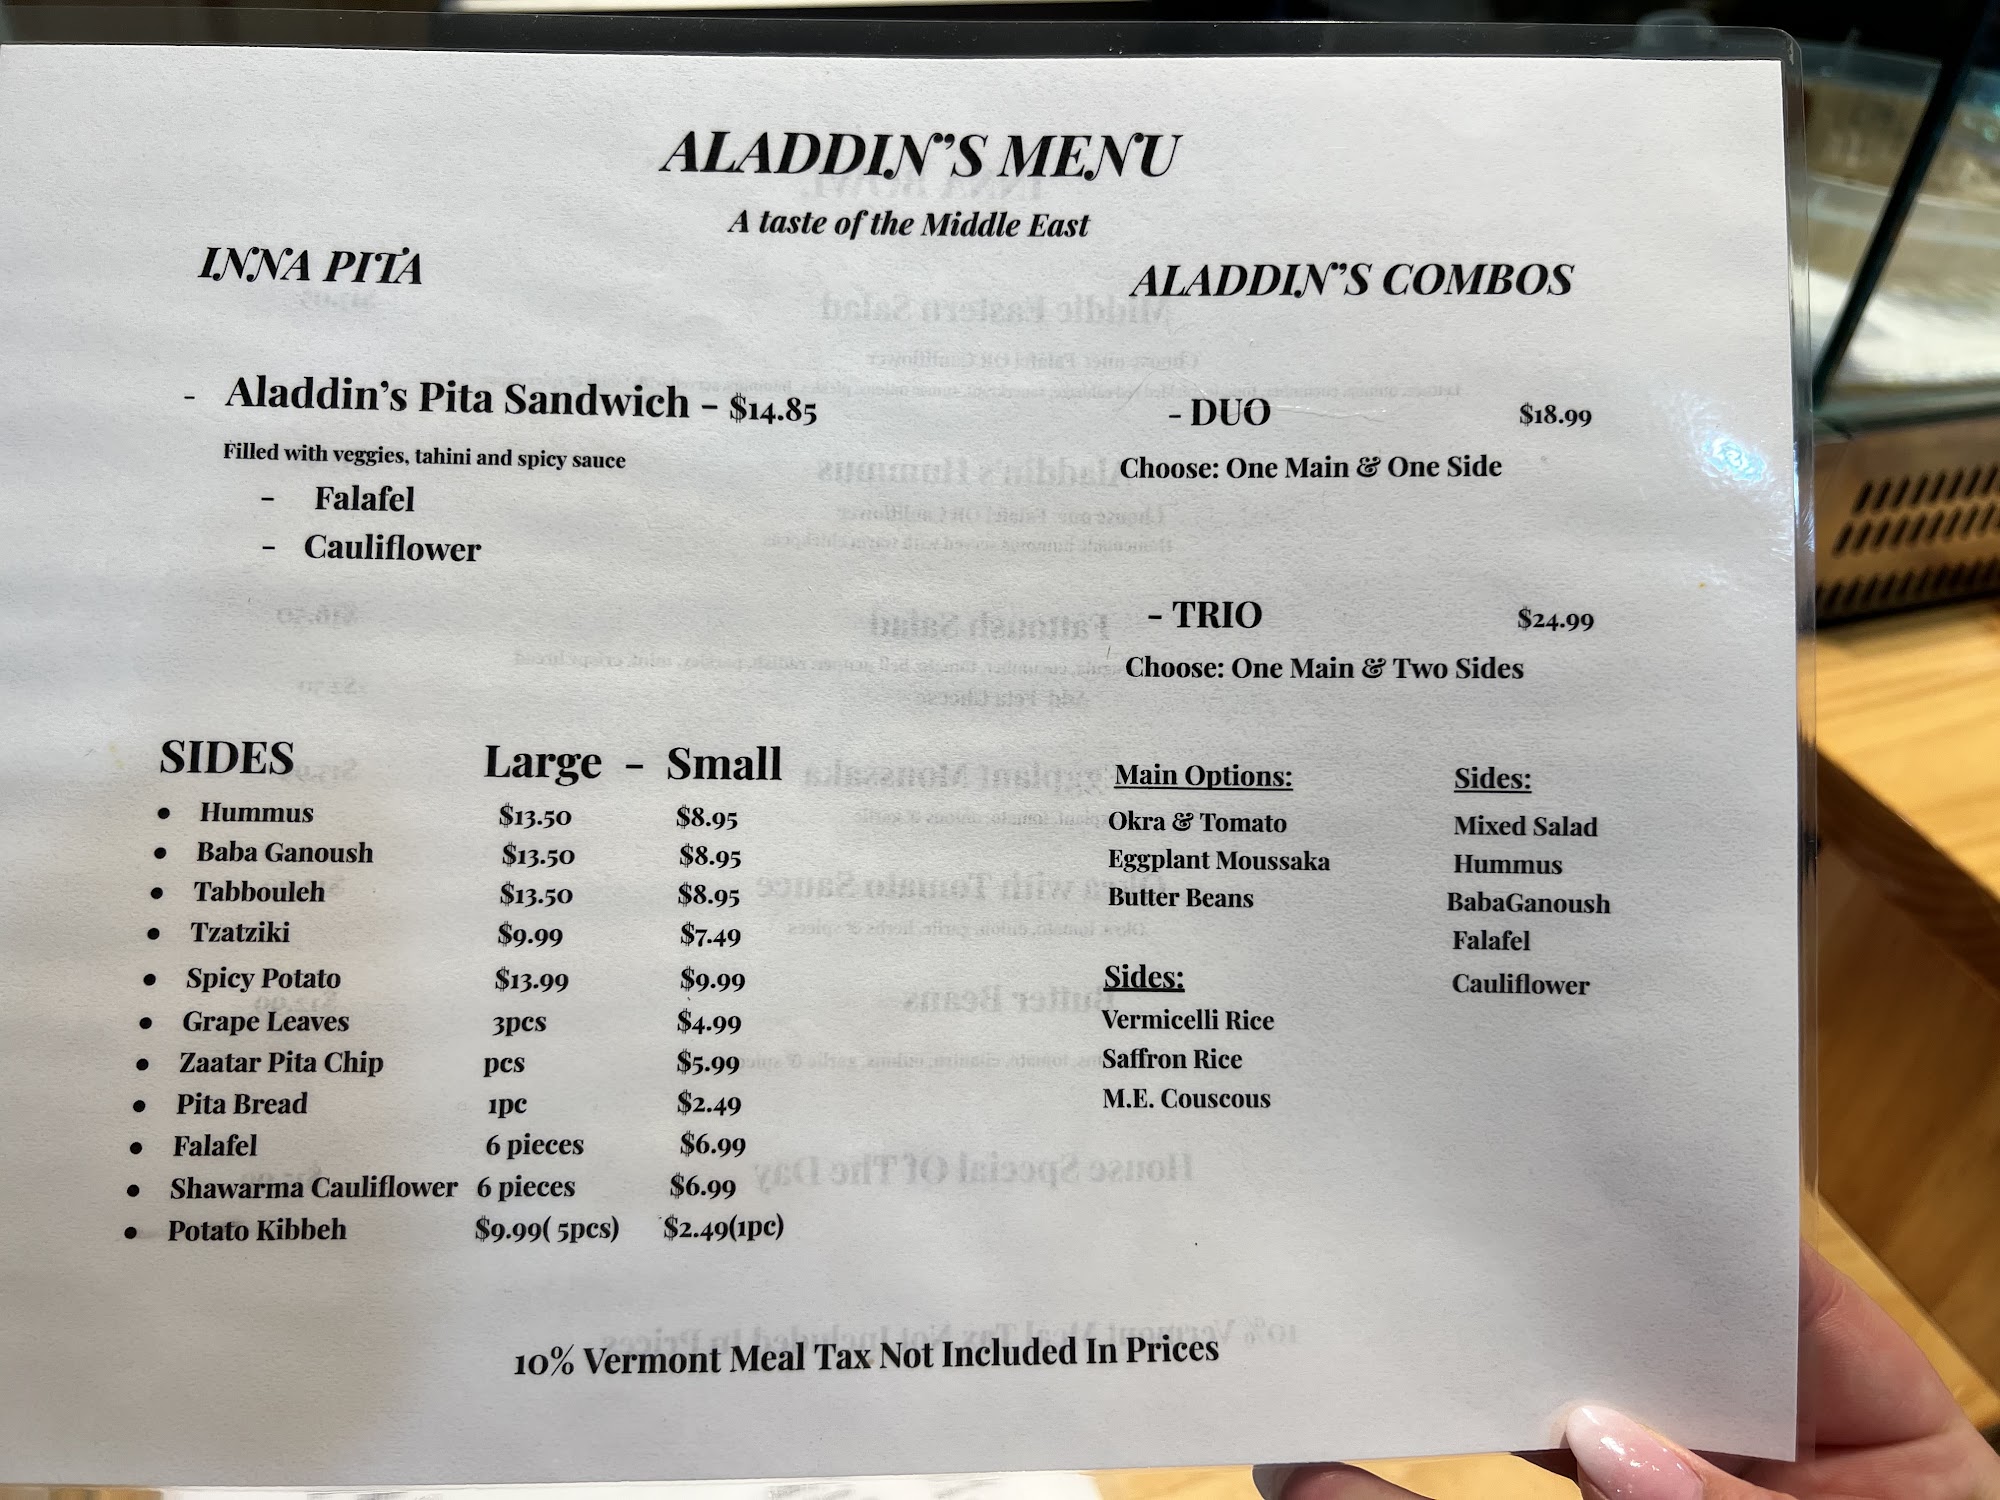 ALADDIN"S MENU
A taste of the Middle East
INNA PITA
- Aladdin's Pita Sandwich - $14.85
Filled with veggies, tahini and spicy sauce
- Falafel
- Cauliflower
ALADDIN"S COMBOS
- DUO $18.99
Choose: One Main & One Side
- TRIO $24.99
Choose: One Main & Two Sides
SIDES Large - Small
• Hummus $13.50 $8.95
• Baba Ganoush $13.50 $8.95
• Tabbouleh $13.50 $8.95
• Tzatziki $9.99 $7.49
• Spicy Potato $13.99 $9.99
• Grape Leaves 3pcs $4.99
• Zaatar Pita Chip pcs $5.99
• Pita Bread 1pc $2.49
• Falafel 6 pieces $6.99
• Shawarma Cauliflower 6 pieces $6.99
• Potato Kibbeh $9.99( 5pcs) $2.49(1pc)
Main Options:
Okra & Tomato
Eggplant Moussaka
Butter Beans
Sides:
Vermicelli Rice
Saffron Rice
M.E. Couscous
Sides:
Mixed Salad
Hummus
BabaGanoush
Falafel
Cauliflower
10% Vermont Meal Tax Not Included In Prices